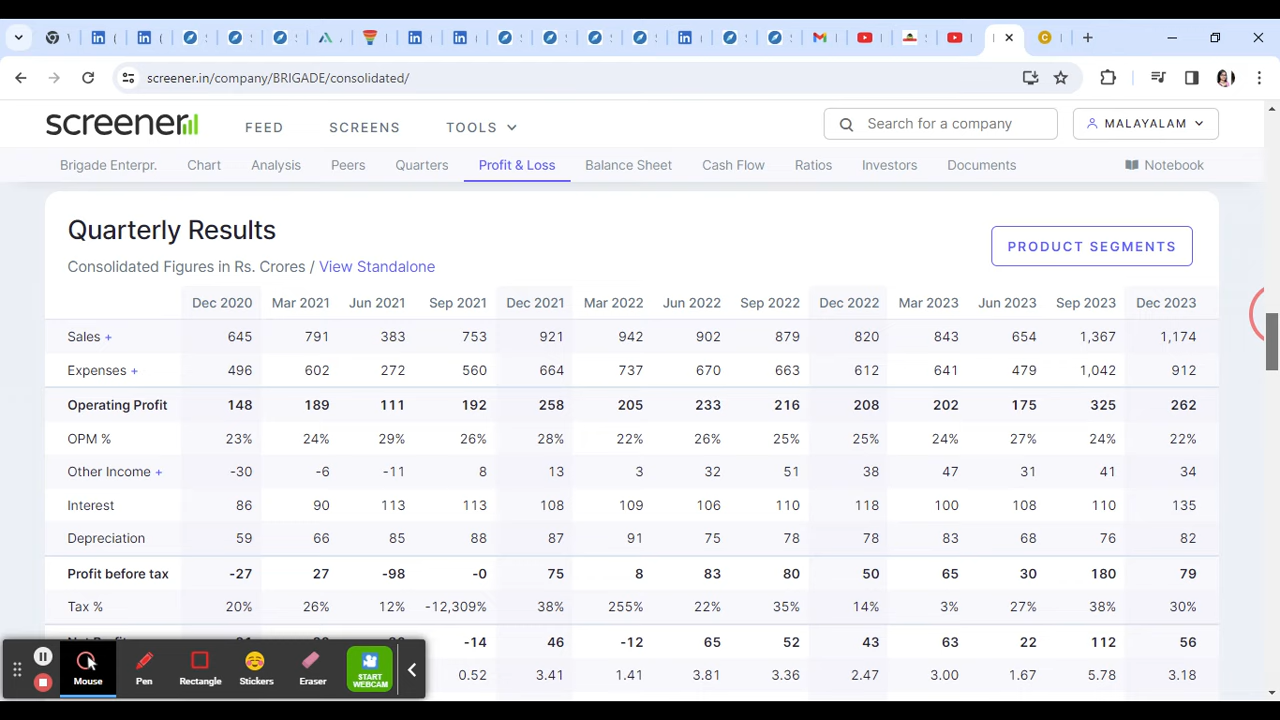 screener.in/company/BRIGADE/consolidated/
screener
FEED SCREENS TOOLS
Search for a company
MALAYALAM
Brigade Enterpr. Chart Analysis Peers Quarters Profit & Loss Balance Sheet Cash Flow Ratios Investors Documents Notebook
Quarterly Results
PRODUCT SEGMENTS
Consolidated Figures in Rs. Crores / View Standalone
Dec 2020 Mar 2021 Jun 2021 Sep 2021 Dec 2021 Mar 2022 Jun 2022 Sep 2022 Dec 2022 Mar 2023 Jun 2023 Sep 2023 Dec 2023
Sales + 645 791 383 753 921 942 902 879 820 843 654 1,367 1,174
Expenses + 496 602 272 560 664 737 670 663 612 641 479 1,042 912
Operating Profit 148 189 111 192 258 205 233 216 208 202 175 325 262
OPM % 23% 24% 29% 26% 28% 22% 26% 25% 25% 24% 27% 24% 22%
Other Income + -30 -6 -11 8 13 3 32 51 38 47 31 41 34
Interest 86 90 113 113 108 109 106 110 118 100 108 110 135
Depreciation 59 66 85 88 87 91 75 78 78 83 68 76 82
Profit before tax -27 27 -98 -0 75 8 83 80 50 65 30 180 79
Tax % 20% 26% 12% -12,309% 38% 255% 22% 35% 14% 3% 27% 38% 30%
-14 46 -12 65 52 43 63 22 112 56
0.52 3.41 1.41 3.81 3.36 2.47 3.00 1.67 5.78 3.18
Mouse Pen Rectangle Stickers Eraser START WEBCAM